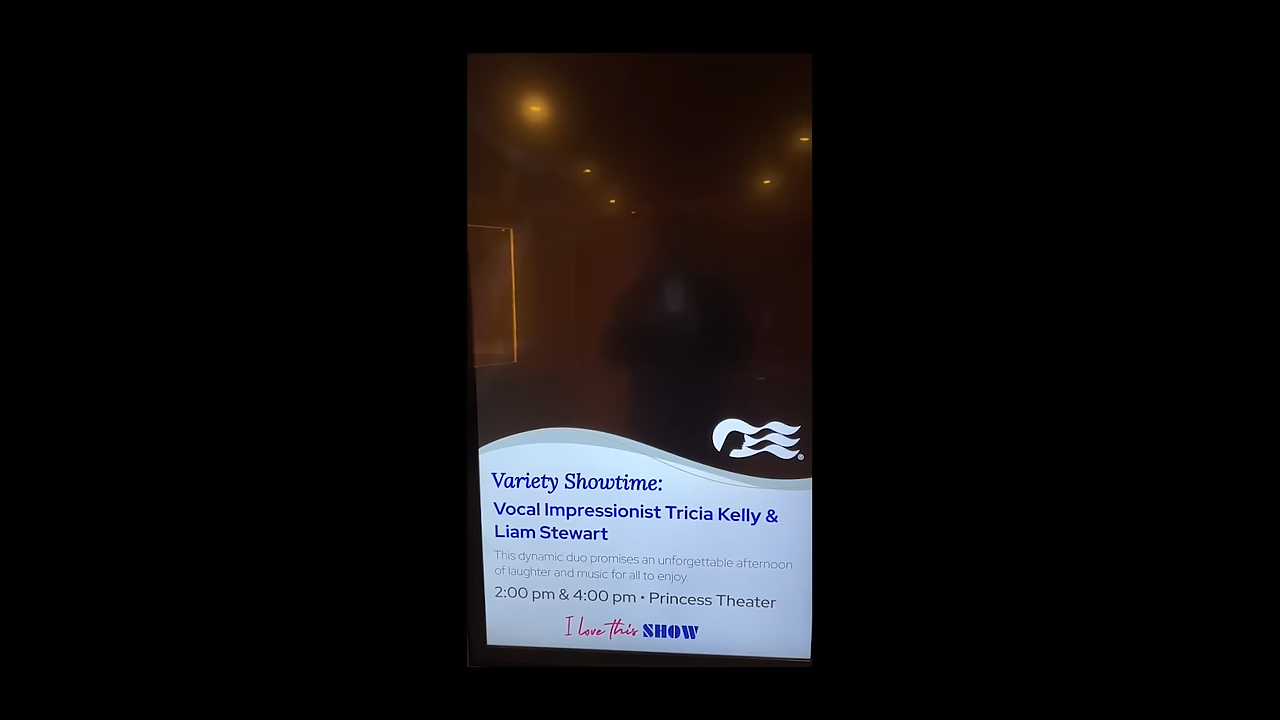 Variety Showtime:
Vocal Impressionist Tricia Kelly &
Liam Stewart
This dynamic duo promises an unforgettable afternoon
of laughter and music for all to enjoy.
2:00 pm & 4:00 pm • Princess Theater
I love this SHOW